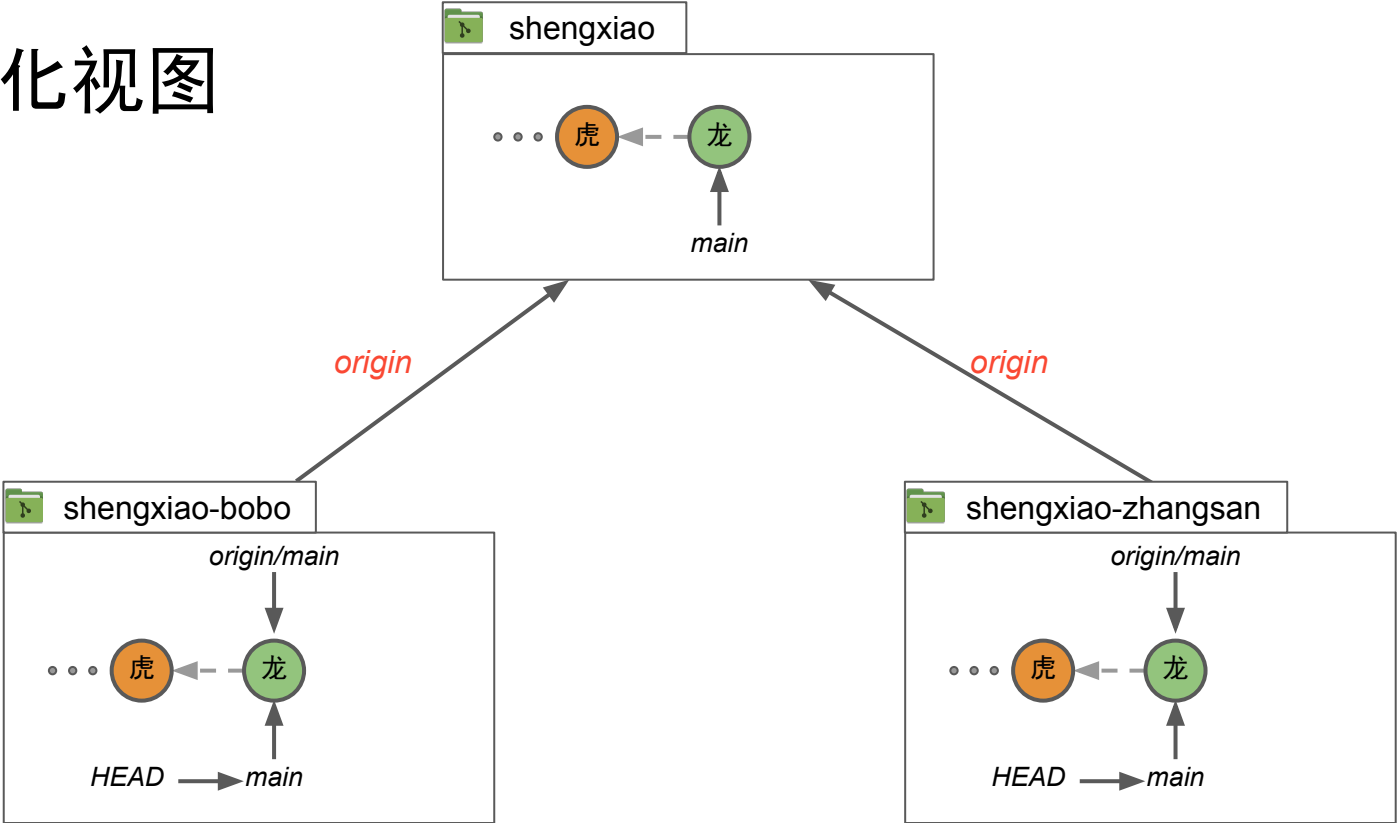 化视图
shengxiao
虎 龙
main
origin
origin
shengxiao-bobo
origin/main
虎 龙
HEAD main
shengxiao-zhangsan
origin/main
虎 龙
HEAD main